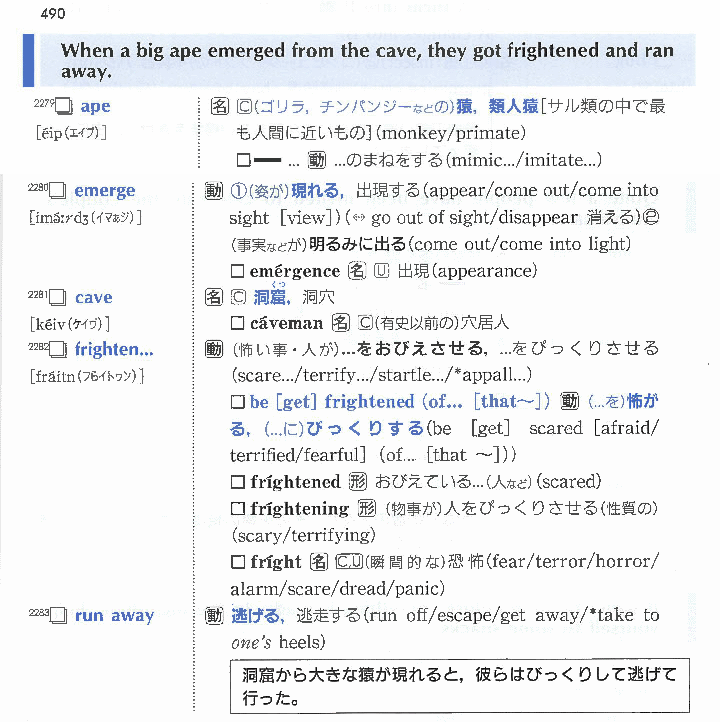 490
When a big ape emerged from the cave, they got frightened and ran
away.
2279□ ape 名 C(ゴリラ, チンパンジーなどの)猿, 類人猿[サル類の中で最
[éip(エイプ)] も人間に近いもの](monkey/primate)
□━ ... 動 ...のまねをする(mimic.../imitate...)
2280□ emerge 動 ①(姿が)現れる, 出現する(appear/come out/come into
sight [view])(⇔ go out of sight/disappear 消える)②
(事実などが)明るみに出る(come out/come into light)
□ emérgence 名 U 出現(appearance)
2281□ cave 名 C 洞窟くつ, 洞穴
[kéiv(ケイヴ)] □ cáveman 名 C(有史以前の)穴居人
2282□ frighten... 動 (怖い事・人が)...をおびえさせる, ...をびっくりさせる
(scare.../terrify.../startle.../*appall...)
□ be [get] frightened (of... [that～]) 動 (...を)怖が
る, (...に)びっくりする(be [get] scared [afraid/
terrified/fearful] (of... [that ～]))
□ fríghtened 形 おびえている...(人など)(scared)
□ fríghtening 形 (物事が)人をびっくりさせる(性質の)
(scary/terrifying)
□ fríght 名 C,U(瞬間的な)恐怖(fear/terror/horror/
alarm/scare/dread/panic)
2283□ run away 動 逃げる, 逃走する(run off/escape/get away/*take to
one's heels)
洞窟から大きな猿が現れると, 彼らはびっくりして逃げて
行った。